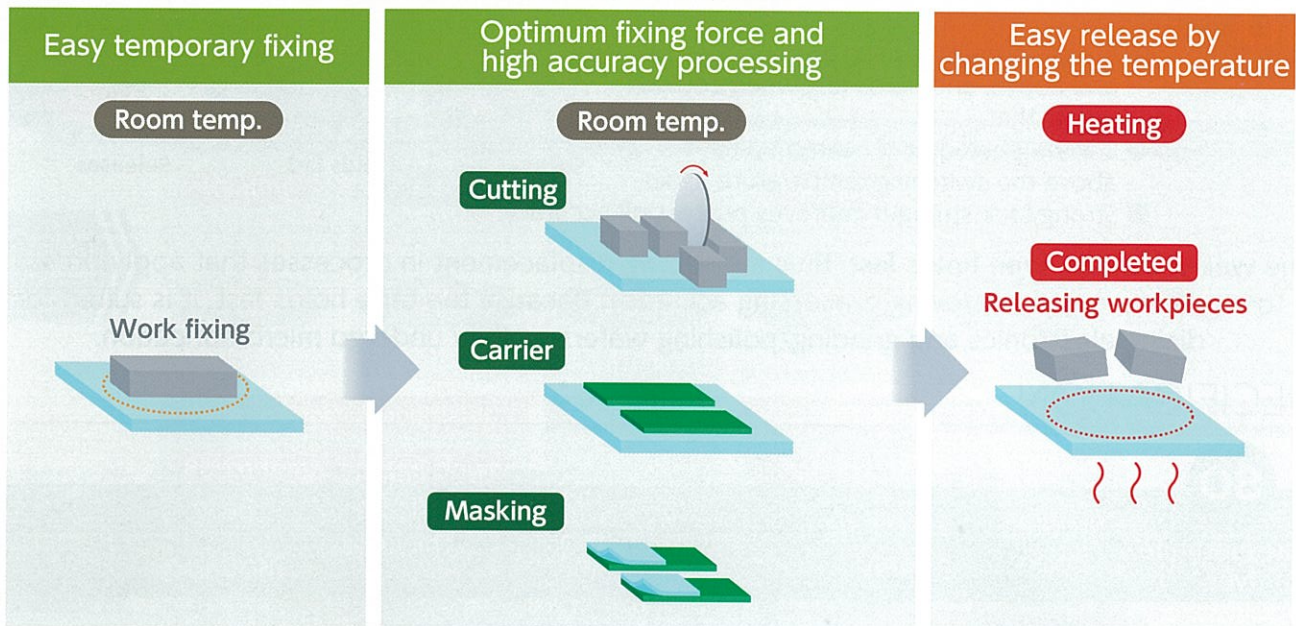 Easy temporary fixing
Room temp.
Work fixing
Optimum fixing force and
high accuracy processing
Room temp.
Cutting
Carrier
Masking
Easy release by
changing the temperature
Heating
Completed
Releasing workpieces